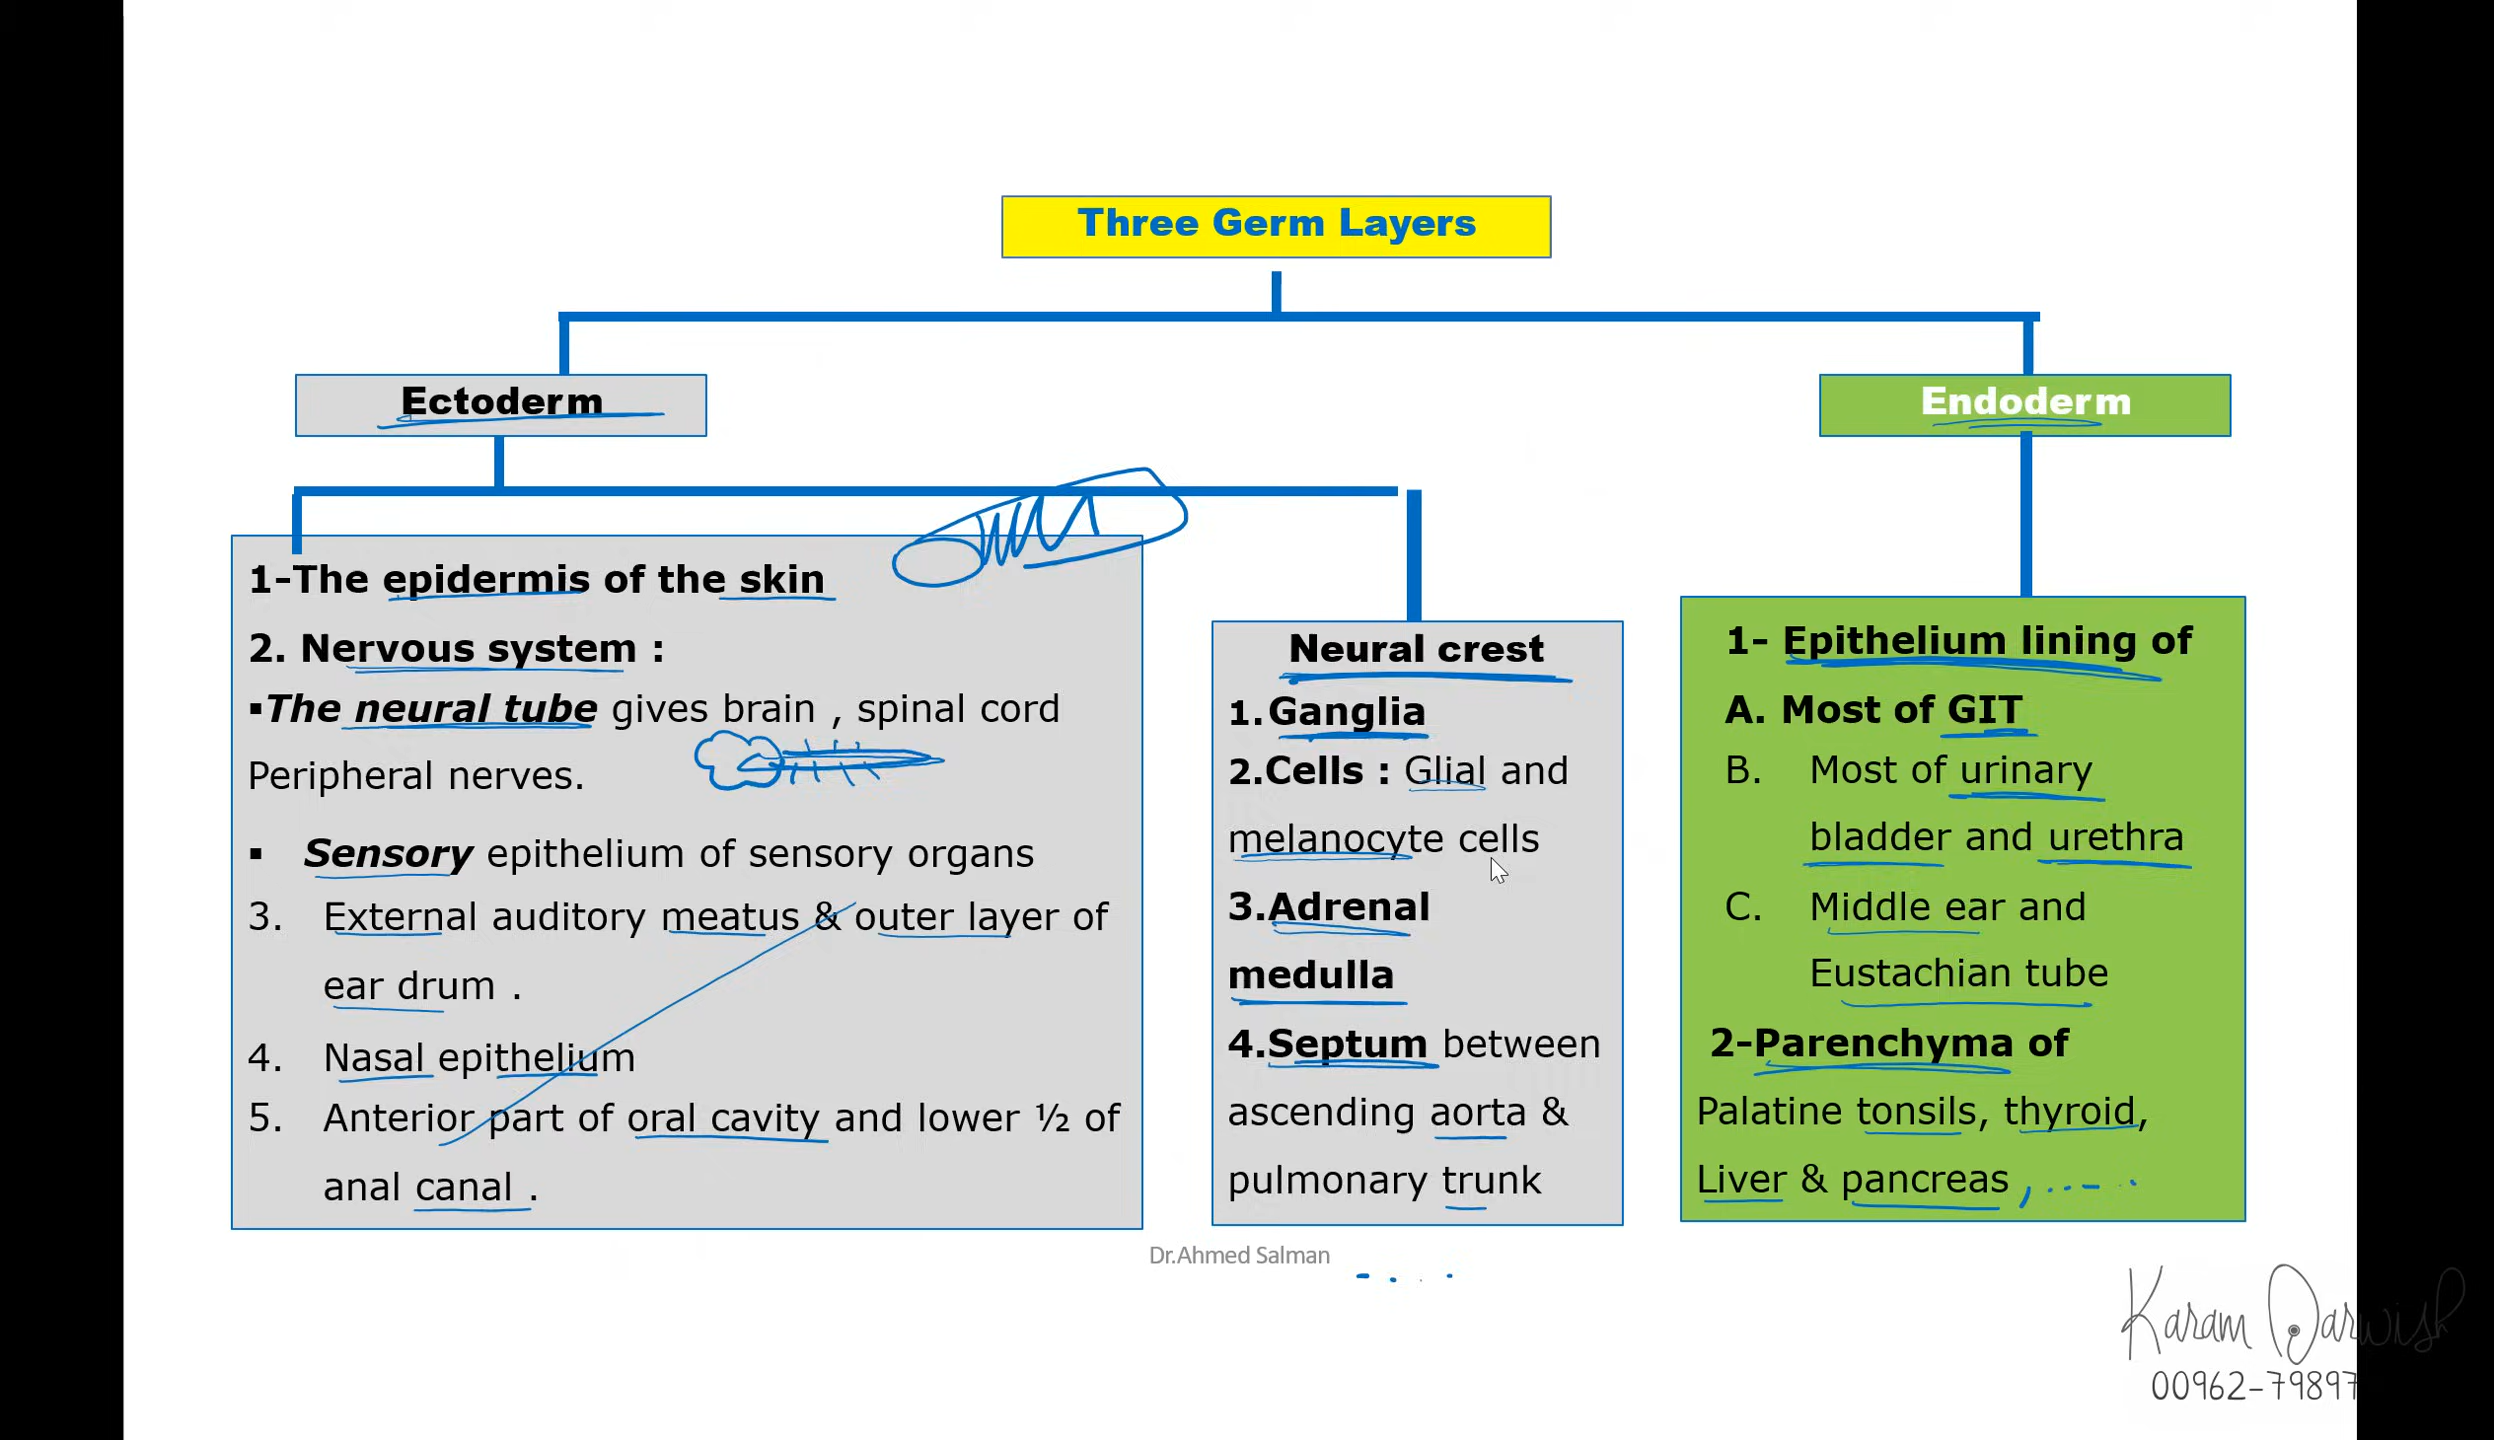 Three Germ Layers
Ectoderm
Endoderm
1-The epidermis of the skin
2. Nervous system :
▪The neural tube gives brain , spinal cord
Peripheral nerves.
▪ Sensory epithelium of sensory organs
3. External auditory meatus & outer layer of
ear drum .
4. Nasal epithelium
5. Anterior part of oral cavity and lower ½ of
anal canal .
Neural crest
1.Ganglia
2.Cells : Glial and
melanocyte cells
3.Adrenal
medulla
4.Septum between
ascending aorta &
pulmonary trunk
1- Epithelium lining of
A. Most of GIT
B. Most of urinary
bladder and urethra
C. Middle ear and
Eustachian tube
2-Parenchyma of
Palatine tonsils, thyroid,
Liver & pancreas
Dr.Ahmed Salman
Karam Darwish
00962-79897